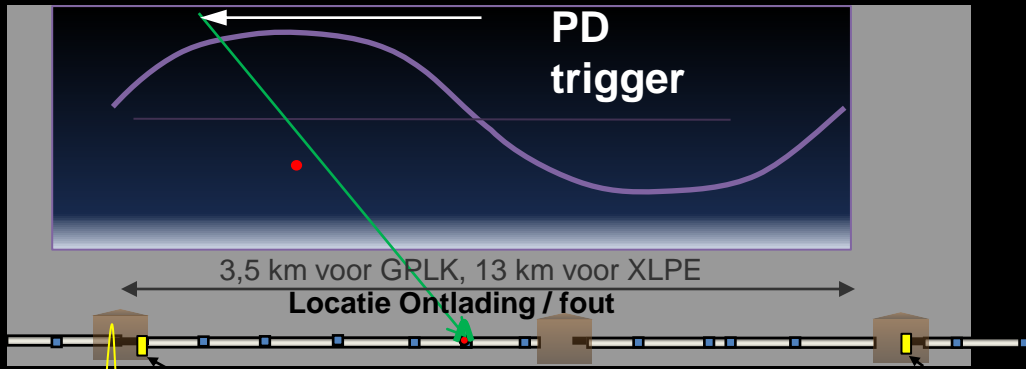 PD
trigger
3,5 km voor GPLK, 13 km voor XLPE
Locatie Ontlading / fout